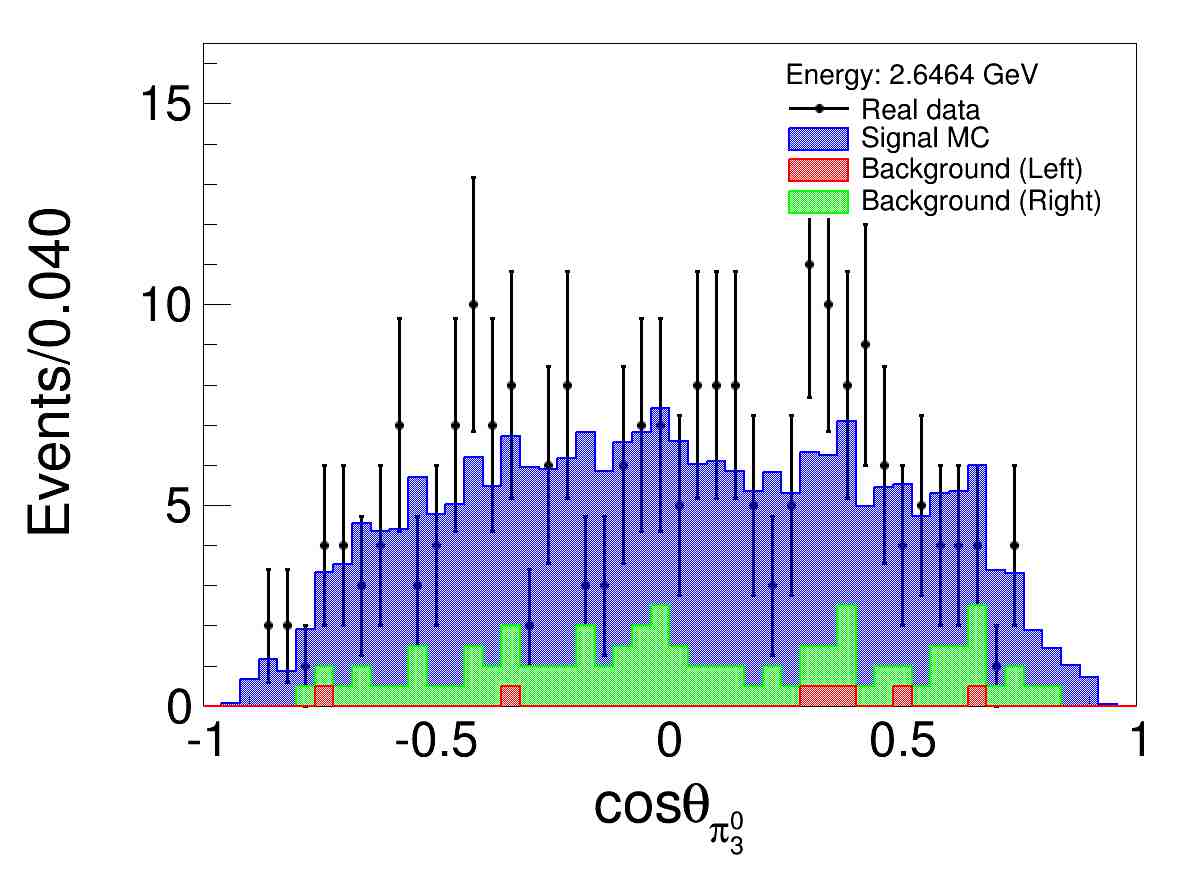 Energy: 2.6464 GeV
Real data
Signal MC
Background (Left)
Background (Right)
Events/0.040
15
10
5
0
-1
-0.5
0
0.5
1
cosθπ⁰₃